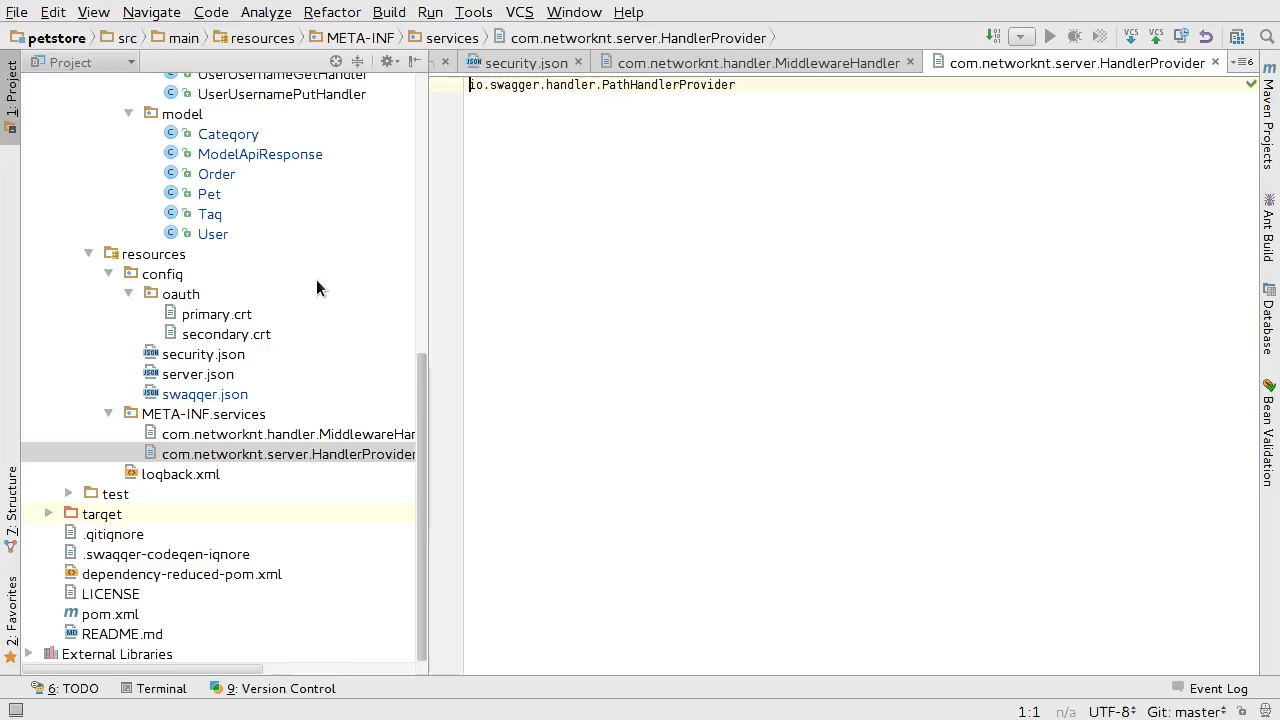 File Edit View Navigate Code Analyze Refactor Build Run Tools VCS Window Help
petstore src main resources META-INF services com.networknt.server.HandlerProvider
Project
security.json com.networknt.handler.MiddlewareHandler com.networknt.server.HandlerProvider 6
io.swagger.handler.PathHandlerProvider
UserUsernameGetHandler
UserUsernamePutHandler
model
Category
ModelApiResponse
Order
Pet
Tag
User
resources
config
oauth
primary.crt
secondary.crt
security.json
server.json
swagger.json
META-INF.services
com.networknt.handler.MiddlewareHar
com.networknt.server.HandlerProvider
logback.xml
test
target
.gitignore
.swagger-codegen-ignore
dependency-reduced-pom.xml
LICENSE
pom.xml
README.md
External Libraries
1: Project
7: Structure
2: Favorites
Maven Projects
Ant Build
Database
Bean Validation
6: TODO Terminal 9: Version Control Event Log
1:1 n/a UTF-8 Git: master